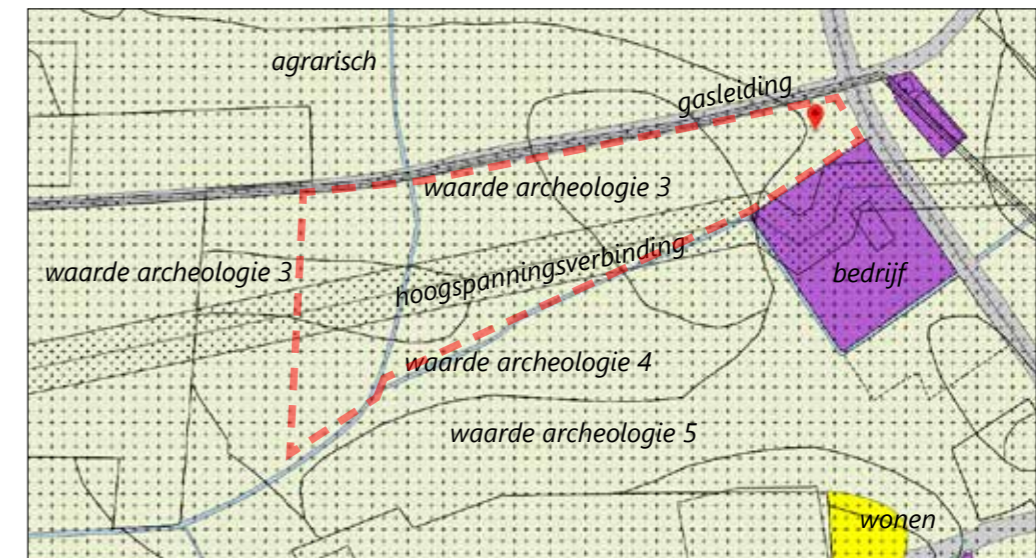 agrarisch
gasleiding
waarde archeologie 3
waarde archeologie 3
hoogspanningsverbinding
bedrijf
waarde archeologie 4
waarde archeologie 5
wonen